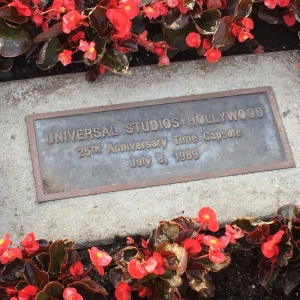 UNIVERSAL STUDIOS HOLLYWOOD
25TH Anniversary Time Capsule
July 8, 1989